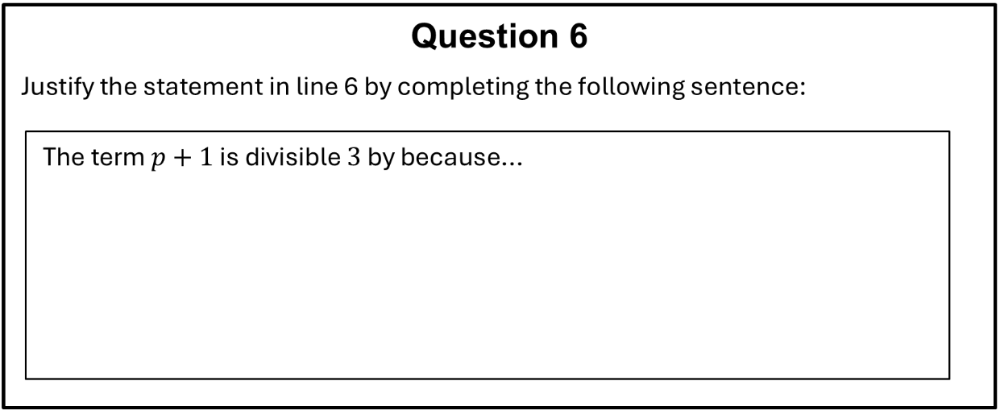 Question 6
Justify the statement in line 6 by completing the following sentence:
The term p + 1 is divisible 3 by because...